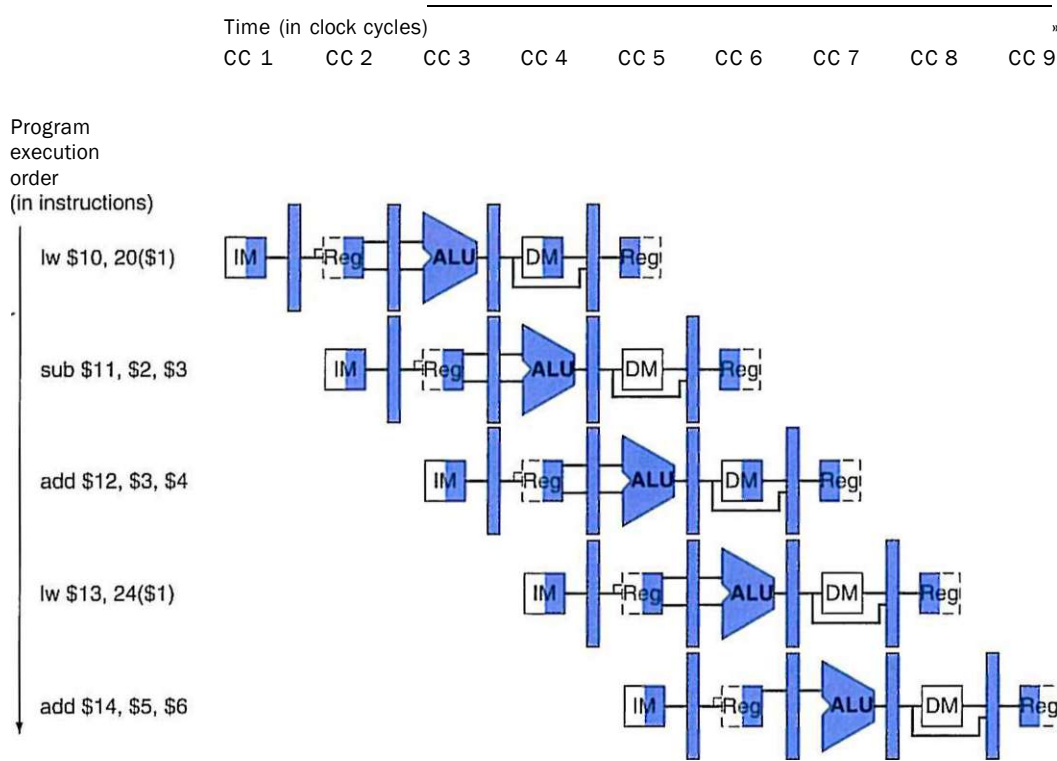 Time (in clock cycles)
CC 1 CC 2 CC 3 CC 4 CC 5 CC 6 CC 7 CC 8 CC 9
Program
execution
order
(in instructions)
lw $10, 20($1) IM Reg ALU DM Reg
sub $11, $2, $3 IM Reg ALU DM Reg
add $12, $3, $4 IM Reg ALU DM Reg
lw $13, 24($1) IM Reg ALU DM Reg
add $14, $5, $6 IM Reg ALU DM Reg